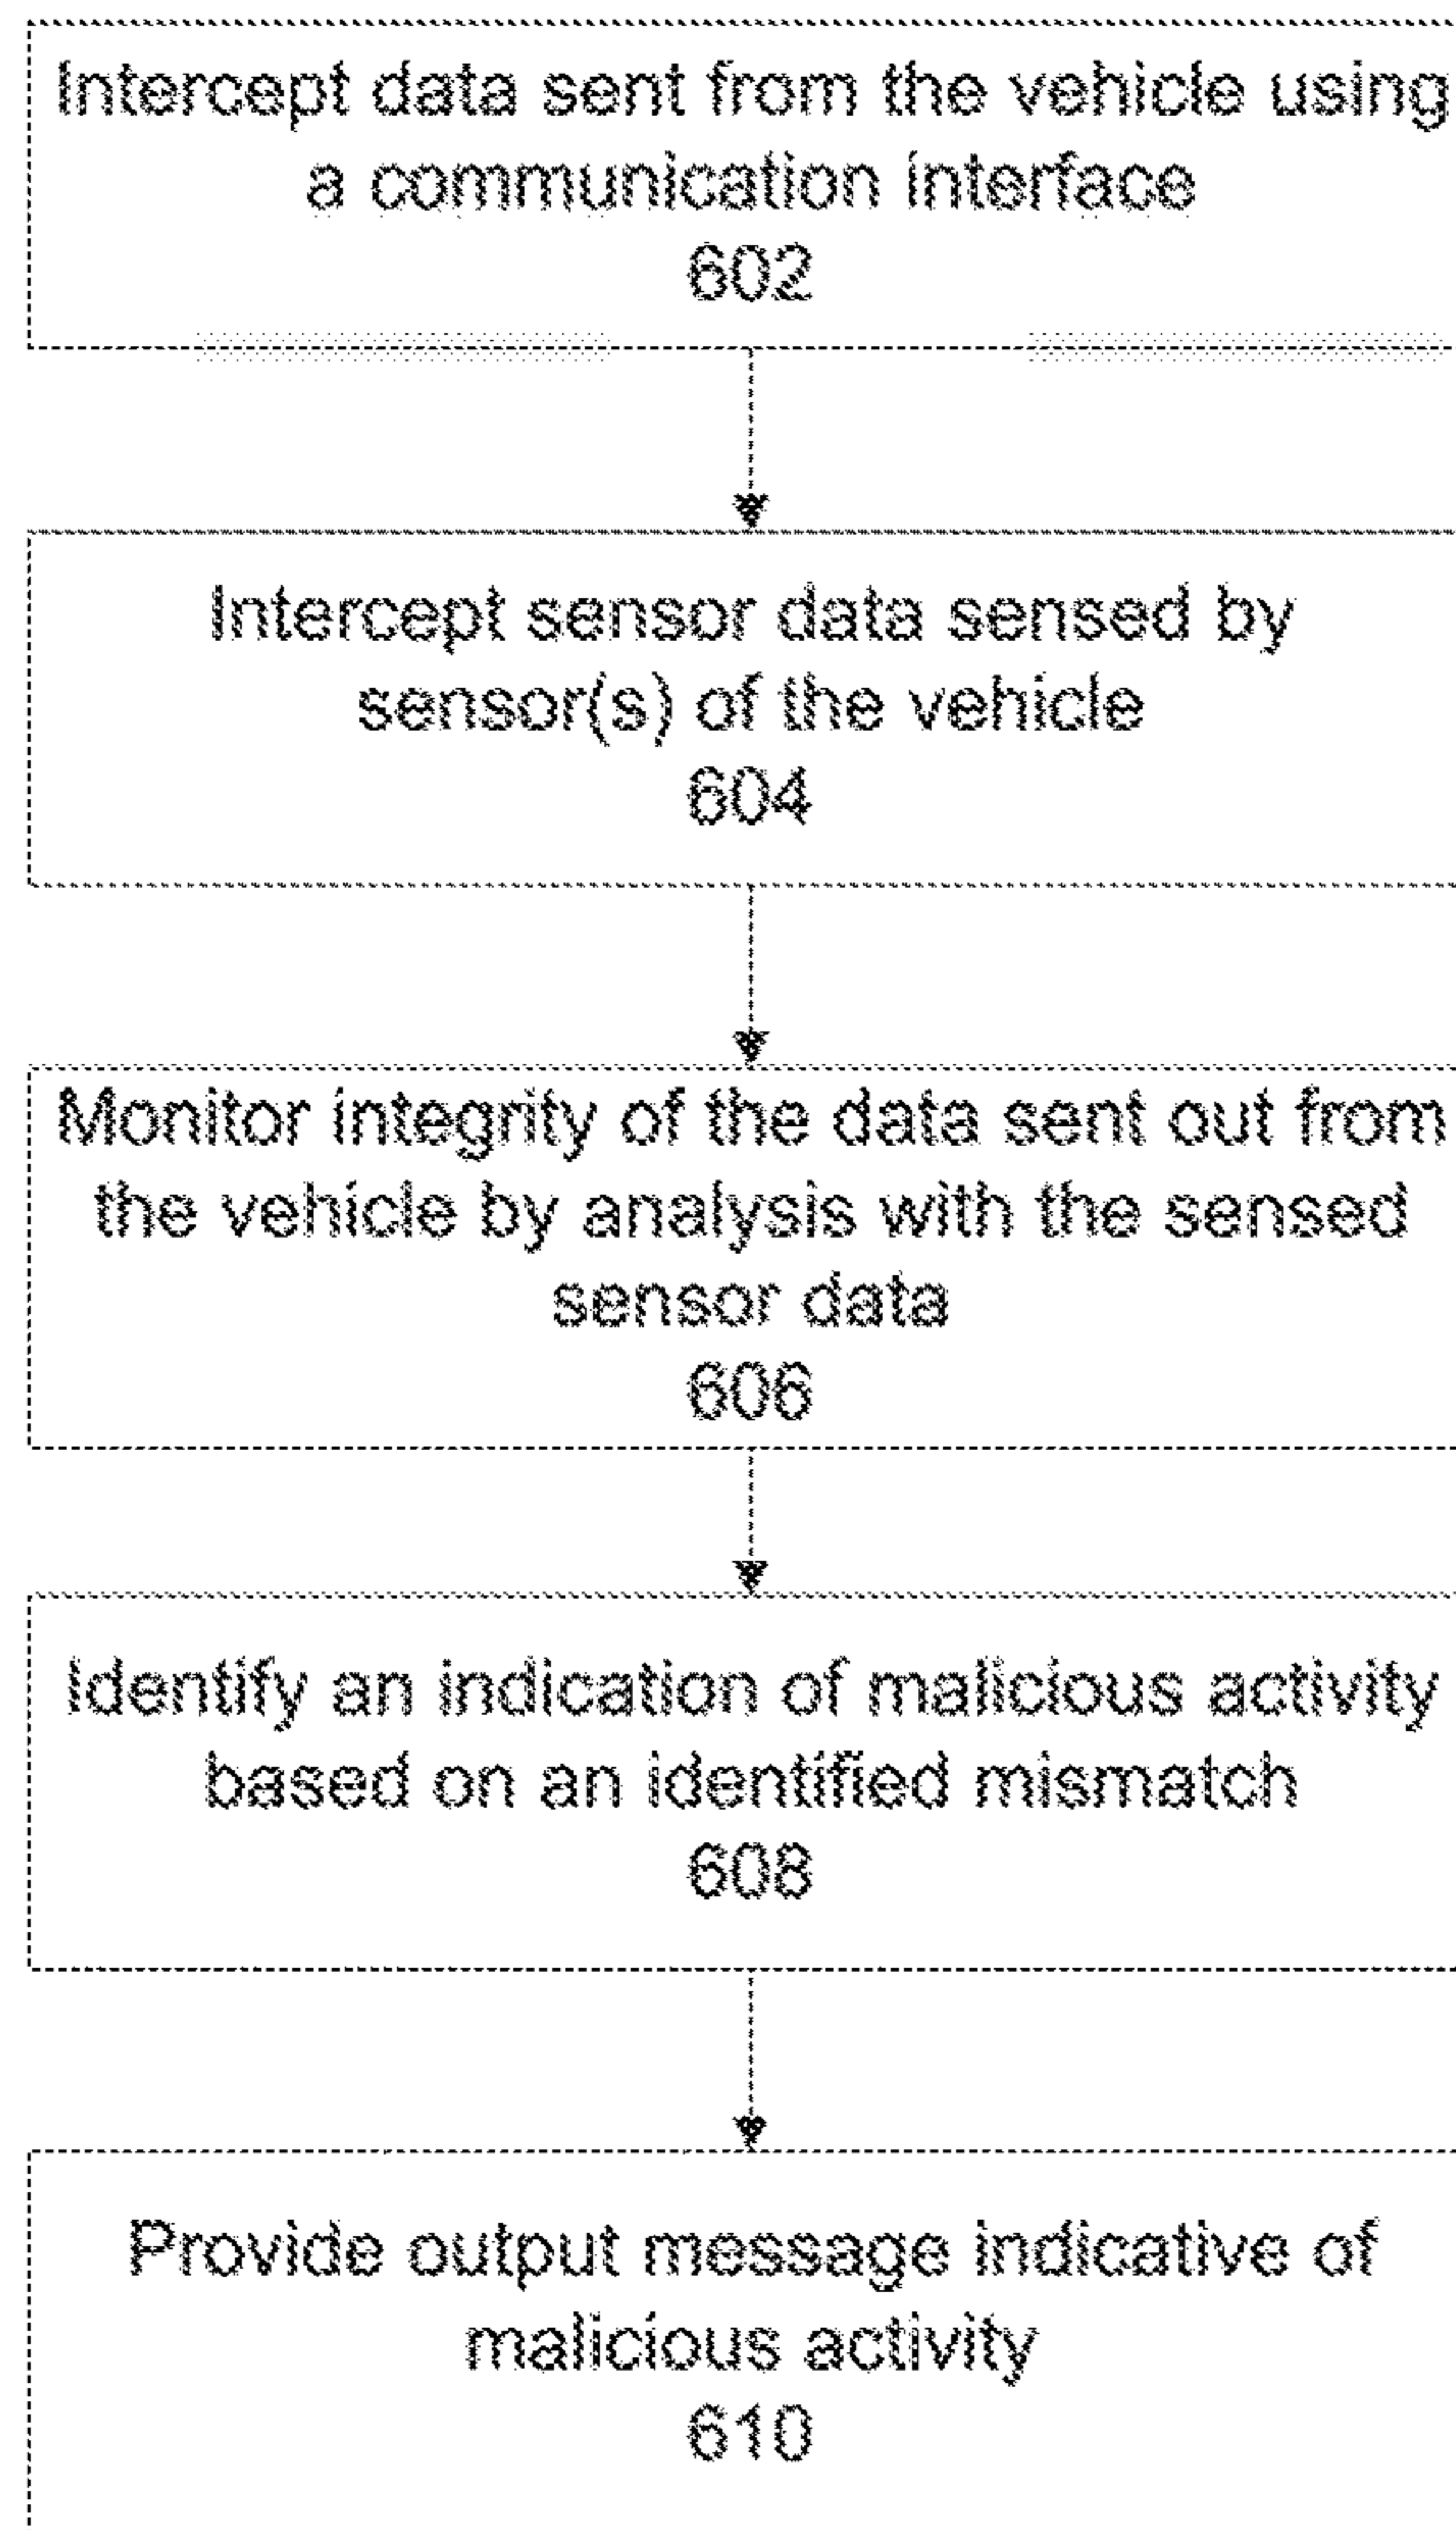 Intercept data sent from the vehicle using
a communication interface
602
Intercept sensor data sensed by
sensor(s) of the vehicle
604
Monitor integrity of the data sent out from
the vehicle by analysis with the sensed
sensor data
606
Identify an indication of malicious activity
based on an identified mismatch
608
Provide output message indicative of
malicious activity
610